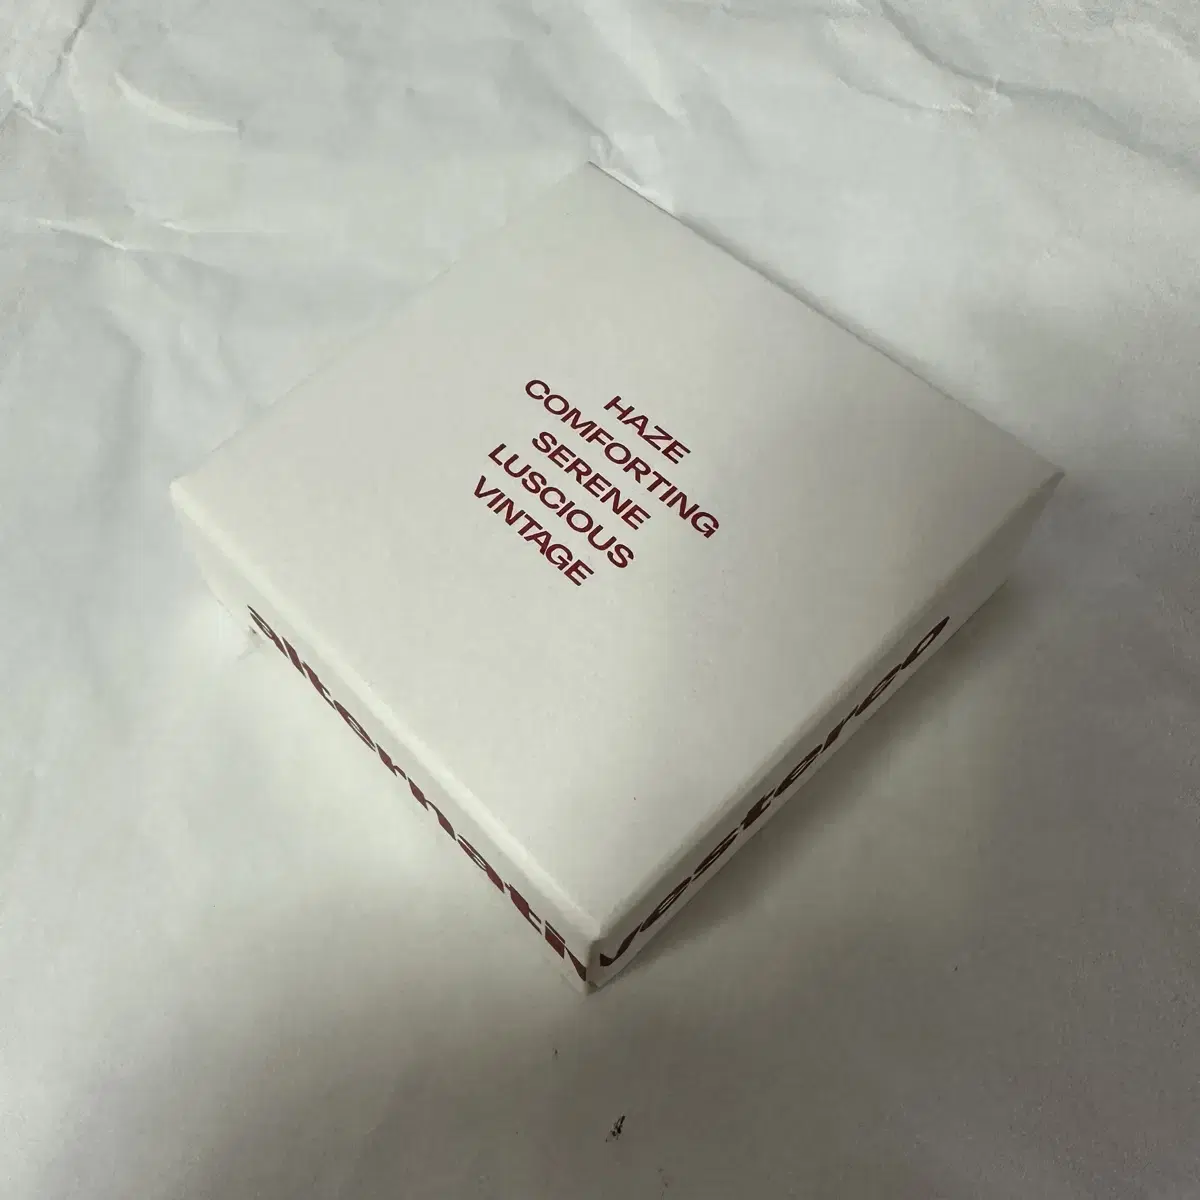 HAZE
COMFORTING
SERENE
LUSCIOUS
VINTAGE
alternativestereo